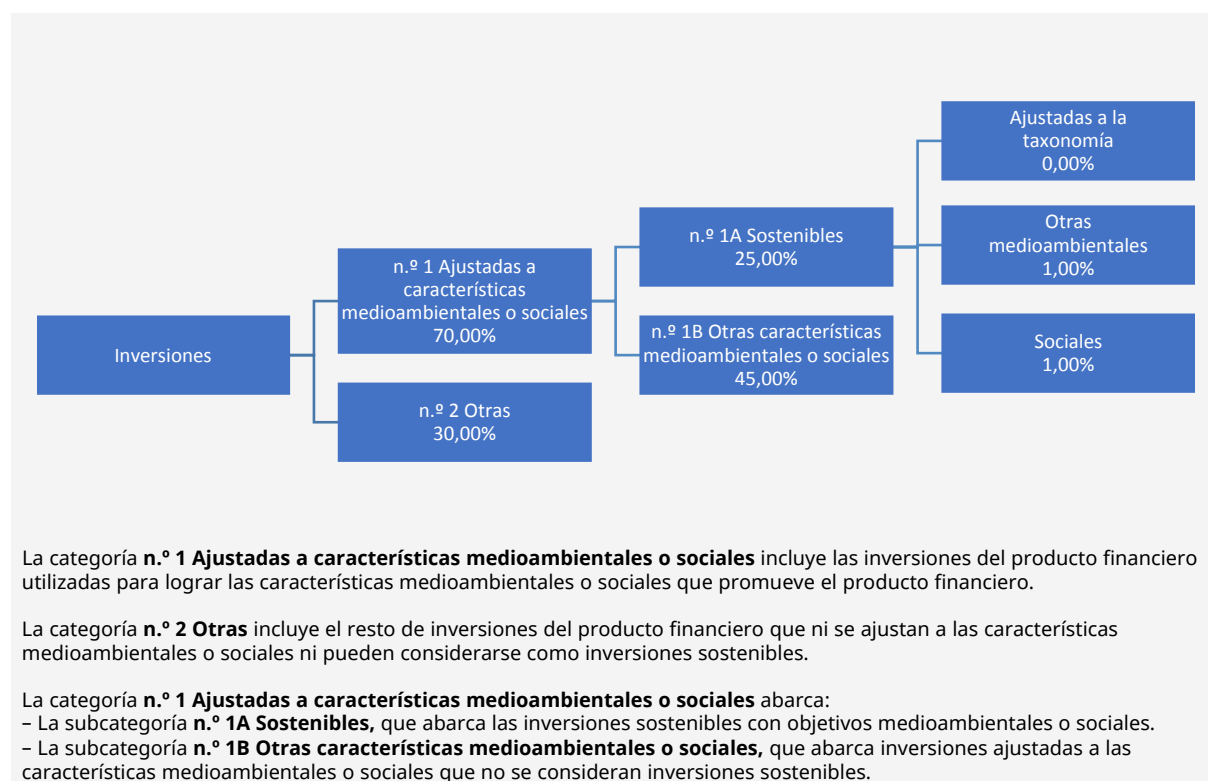 Inversiones
n.º 1 Ajustadas a
características
medioambientales o sociales
70,00%
n.º 2 Otras
30,00%
n.º 1A Sostenibles
25,00%
n.º 1B Otras características
medioambientales o sociales
45,00%
Ajustadas a la
taxonomía
0,00%
Otras
medioambientales
1,00%
Sociales
1,00%
La categoría n.º 1 Ajustadas a características medioambientales o sociales incluye las inversiones del producto financiero
utilizadas para lograr las características medioambientales o sociales que promueve el producto financiero.
La categoría n.º 2 Otras incluye el resto de inversiones del producto financiero que ni se ajustan a las características
medioambientales o sociales ni pueden considerarse como inversiones sostenibles.
La categoría n.º 1 Ajustadas a características medioambientales o sociales abarca:
– La subcategoría n.º 1A Sostenibles, que abarca las inversiones sostenibles con objetivos medioambientales o sociales.
– La subcategoría n.º 1B Otras características medioambientales o sociales, que abarca inversiones ajustadas a las
características medioambientales o sociales que no se consideran inversiones sostenibles.